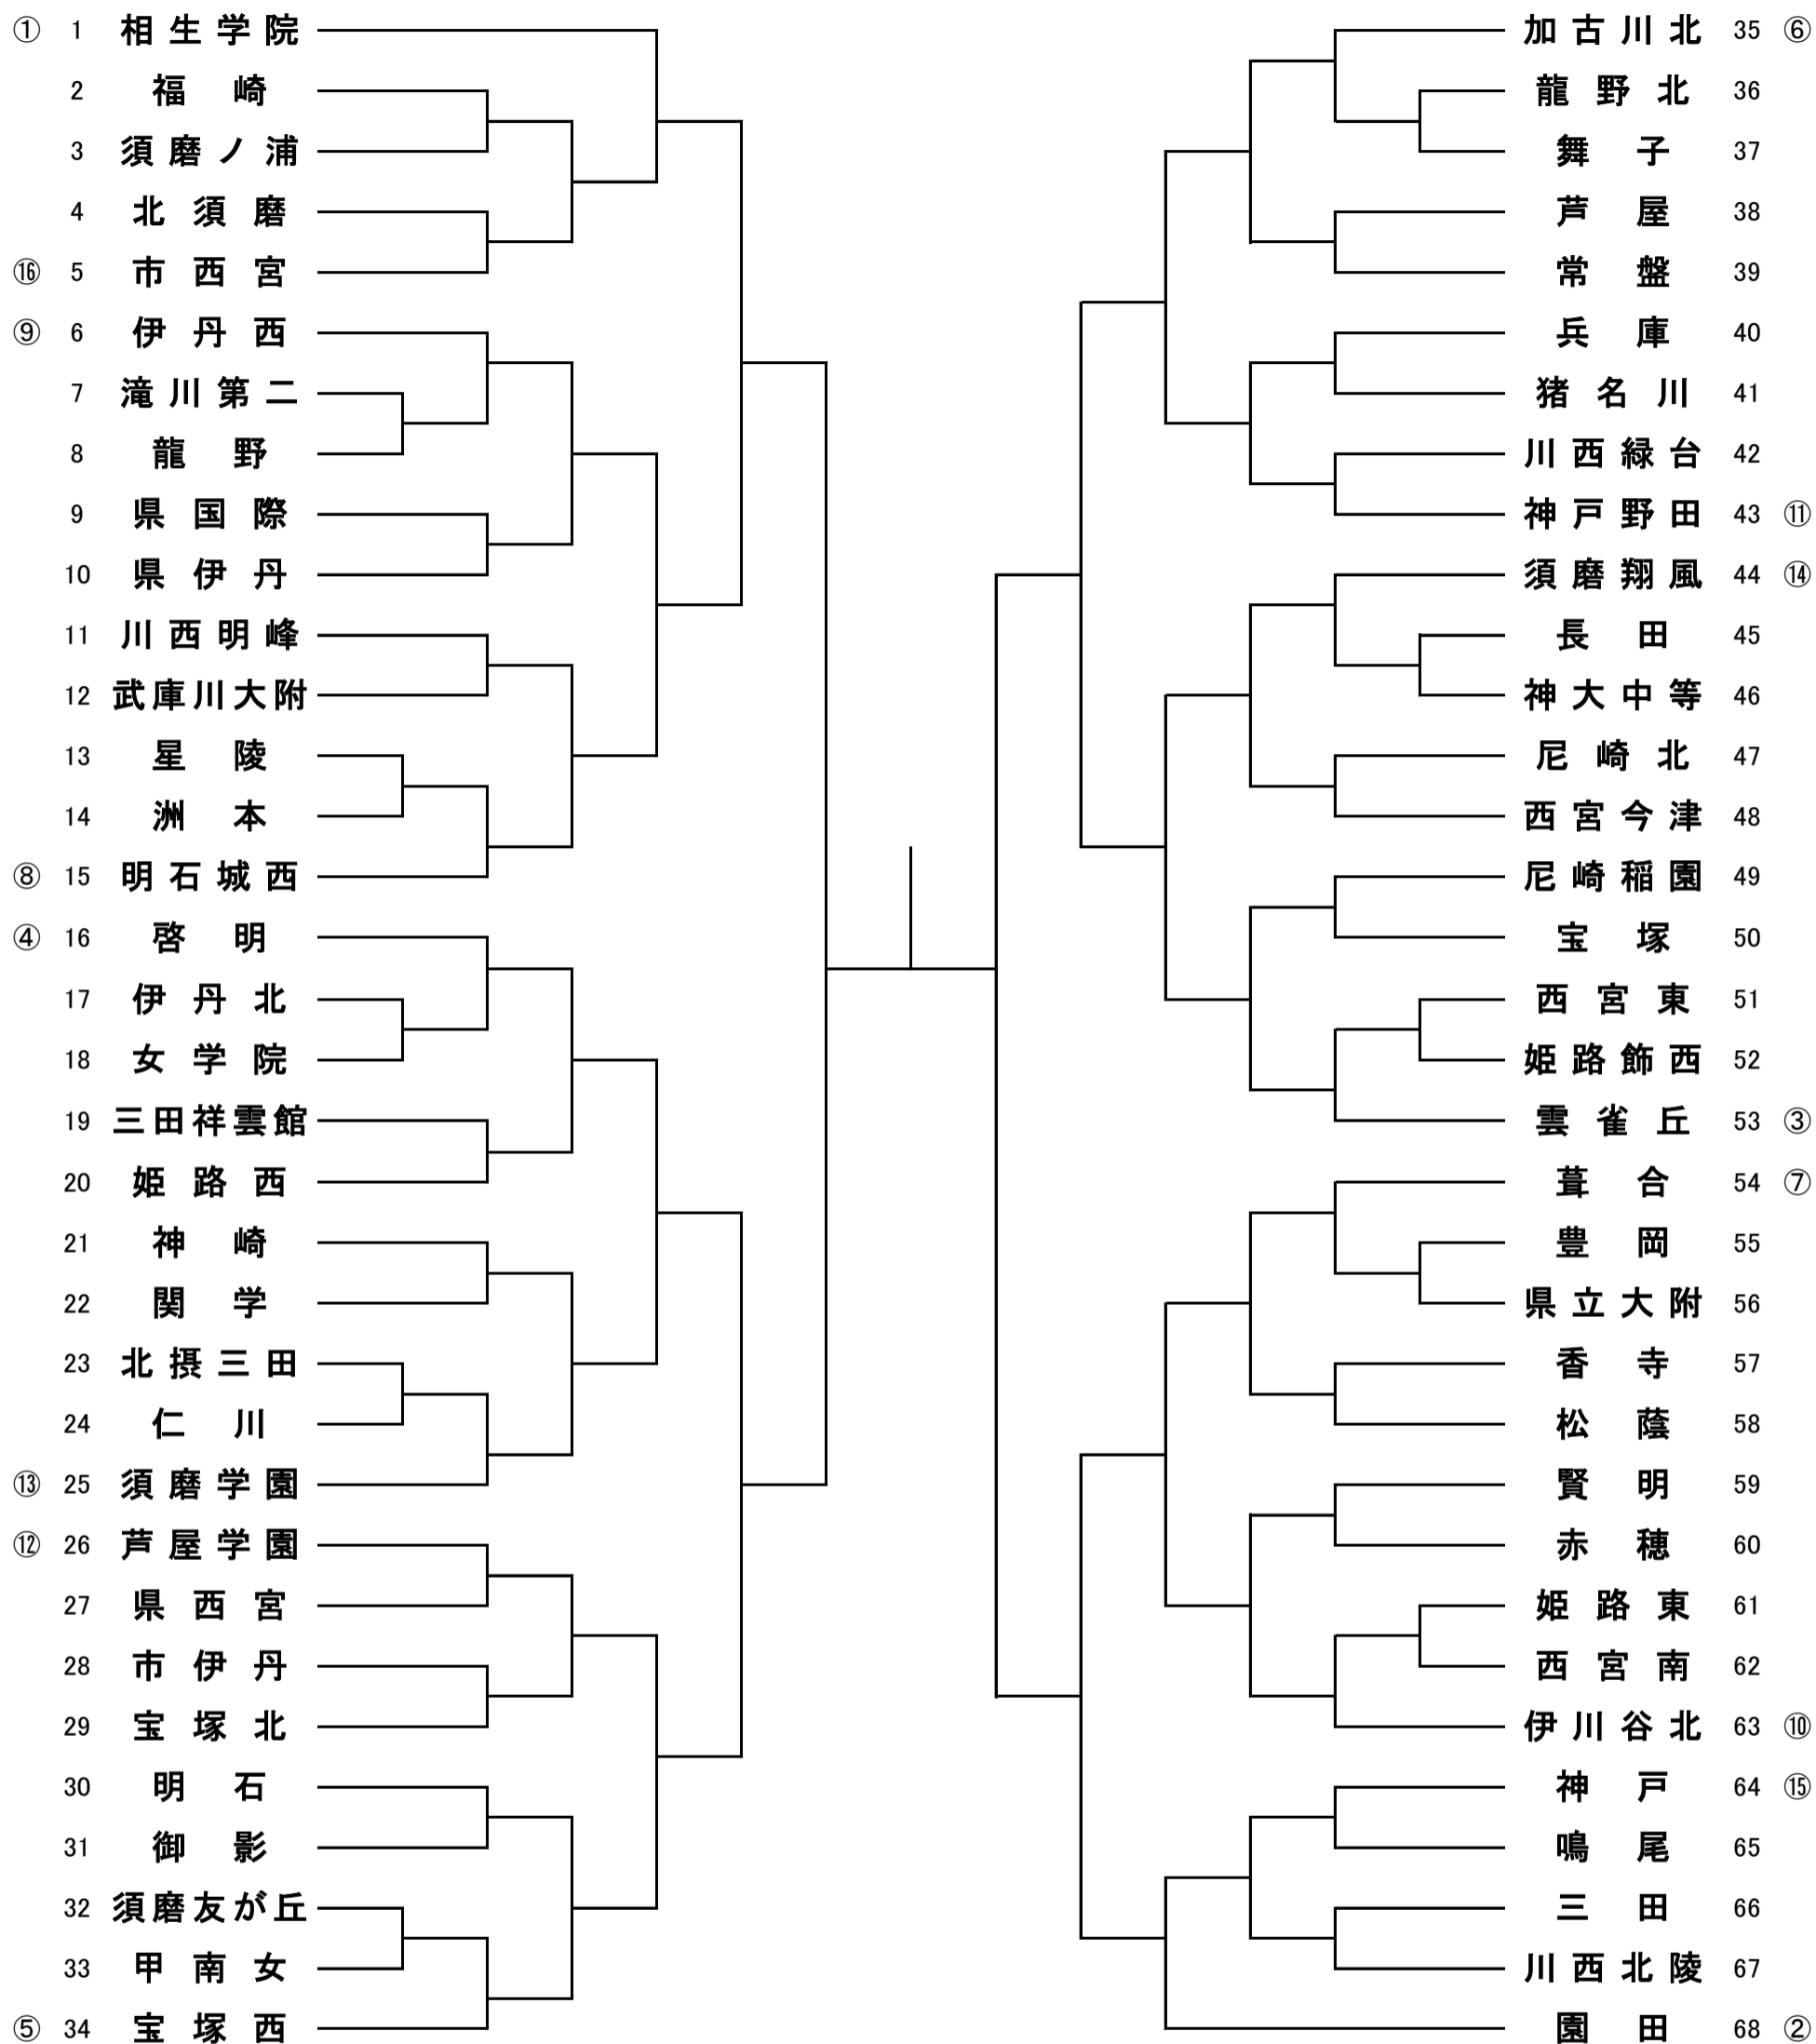 ① 1 相生学院
2 福崎
3 須磨ノ浦
4 北須磨
⑯ 5 市西宮
⑨ 6 伊丹西
7 滝川第二
8 龍野
9 県国際
10 県伊丹
11 川西明峰
12 武庫川大附
13 星陵
14 洲本
⑧ 15 明石城西
④ 16 啓明
17 伊丹北
18 女学院
19 三田祥雲館
20 姫路西
21 神崎
22 関学
23 北摂三田
24 仁川
⑬ 25 須磨学園
⑫ 26 芦屋学園
27 県西宮
28 市伊丹
29 宝塚北
30 明石
31 御影
32 須磨友が丘
33 甲南女
⑤ 34 宝塚西
加古川北 35 ⑥
龍野北 36
舞子 37
芦屋 38
常盤 39
兵庫 40
猪名川 41
川西緑台 42
神戸野田 43 ⑪
須磨翔風 44 ⑭
長田 45
神大中等 46
尼崎北 47
西宮今津 48
尼崎稲園 49
宝塚 50
西宮東 51
姫路飾西 52
雲雀丘 53 ③
葺合 54 ⑦
豊岡 55
県立大附 56
香寺 57
松蔭 58
賢明 59
赤穂 60
姫路東 61
西宮南 62
伊川谷北 63 ⑩
神戸 64 ⑮
鳴尾 65
三田 66
川西北陵 67
園田 68 ②